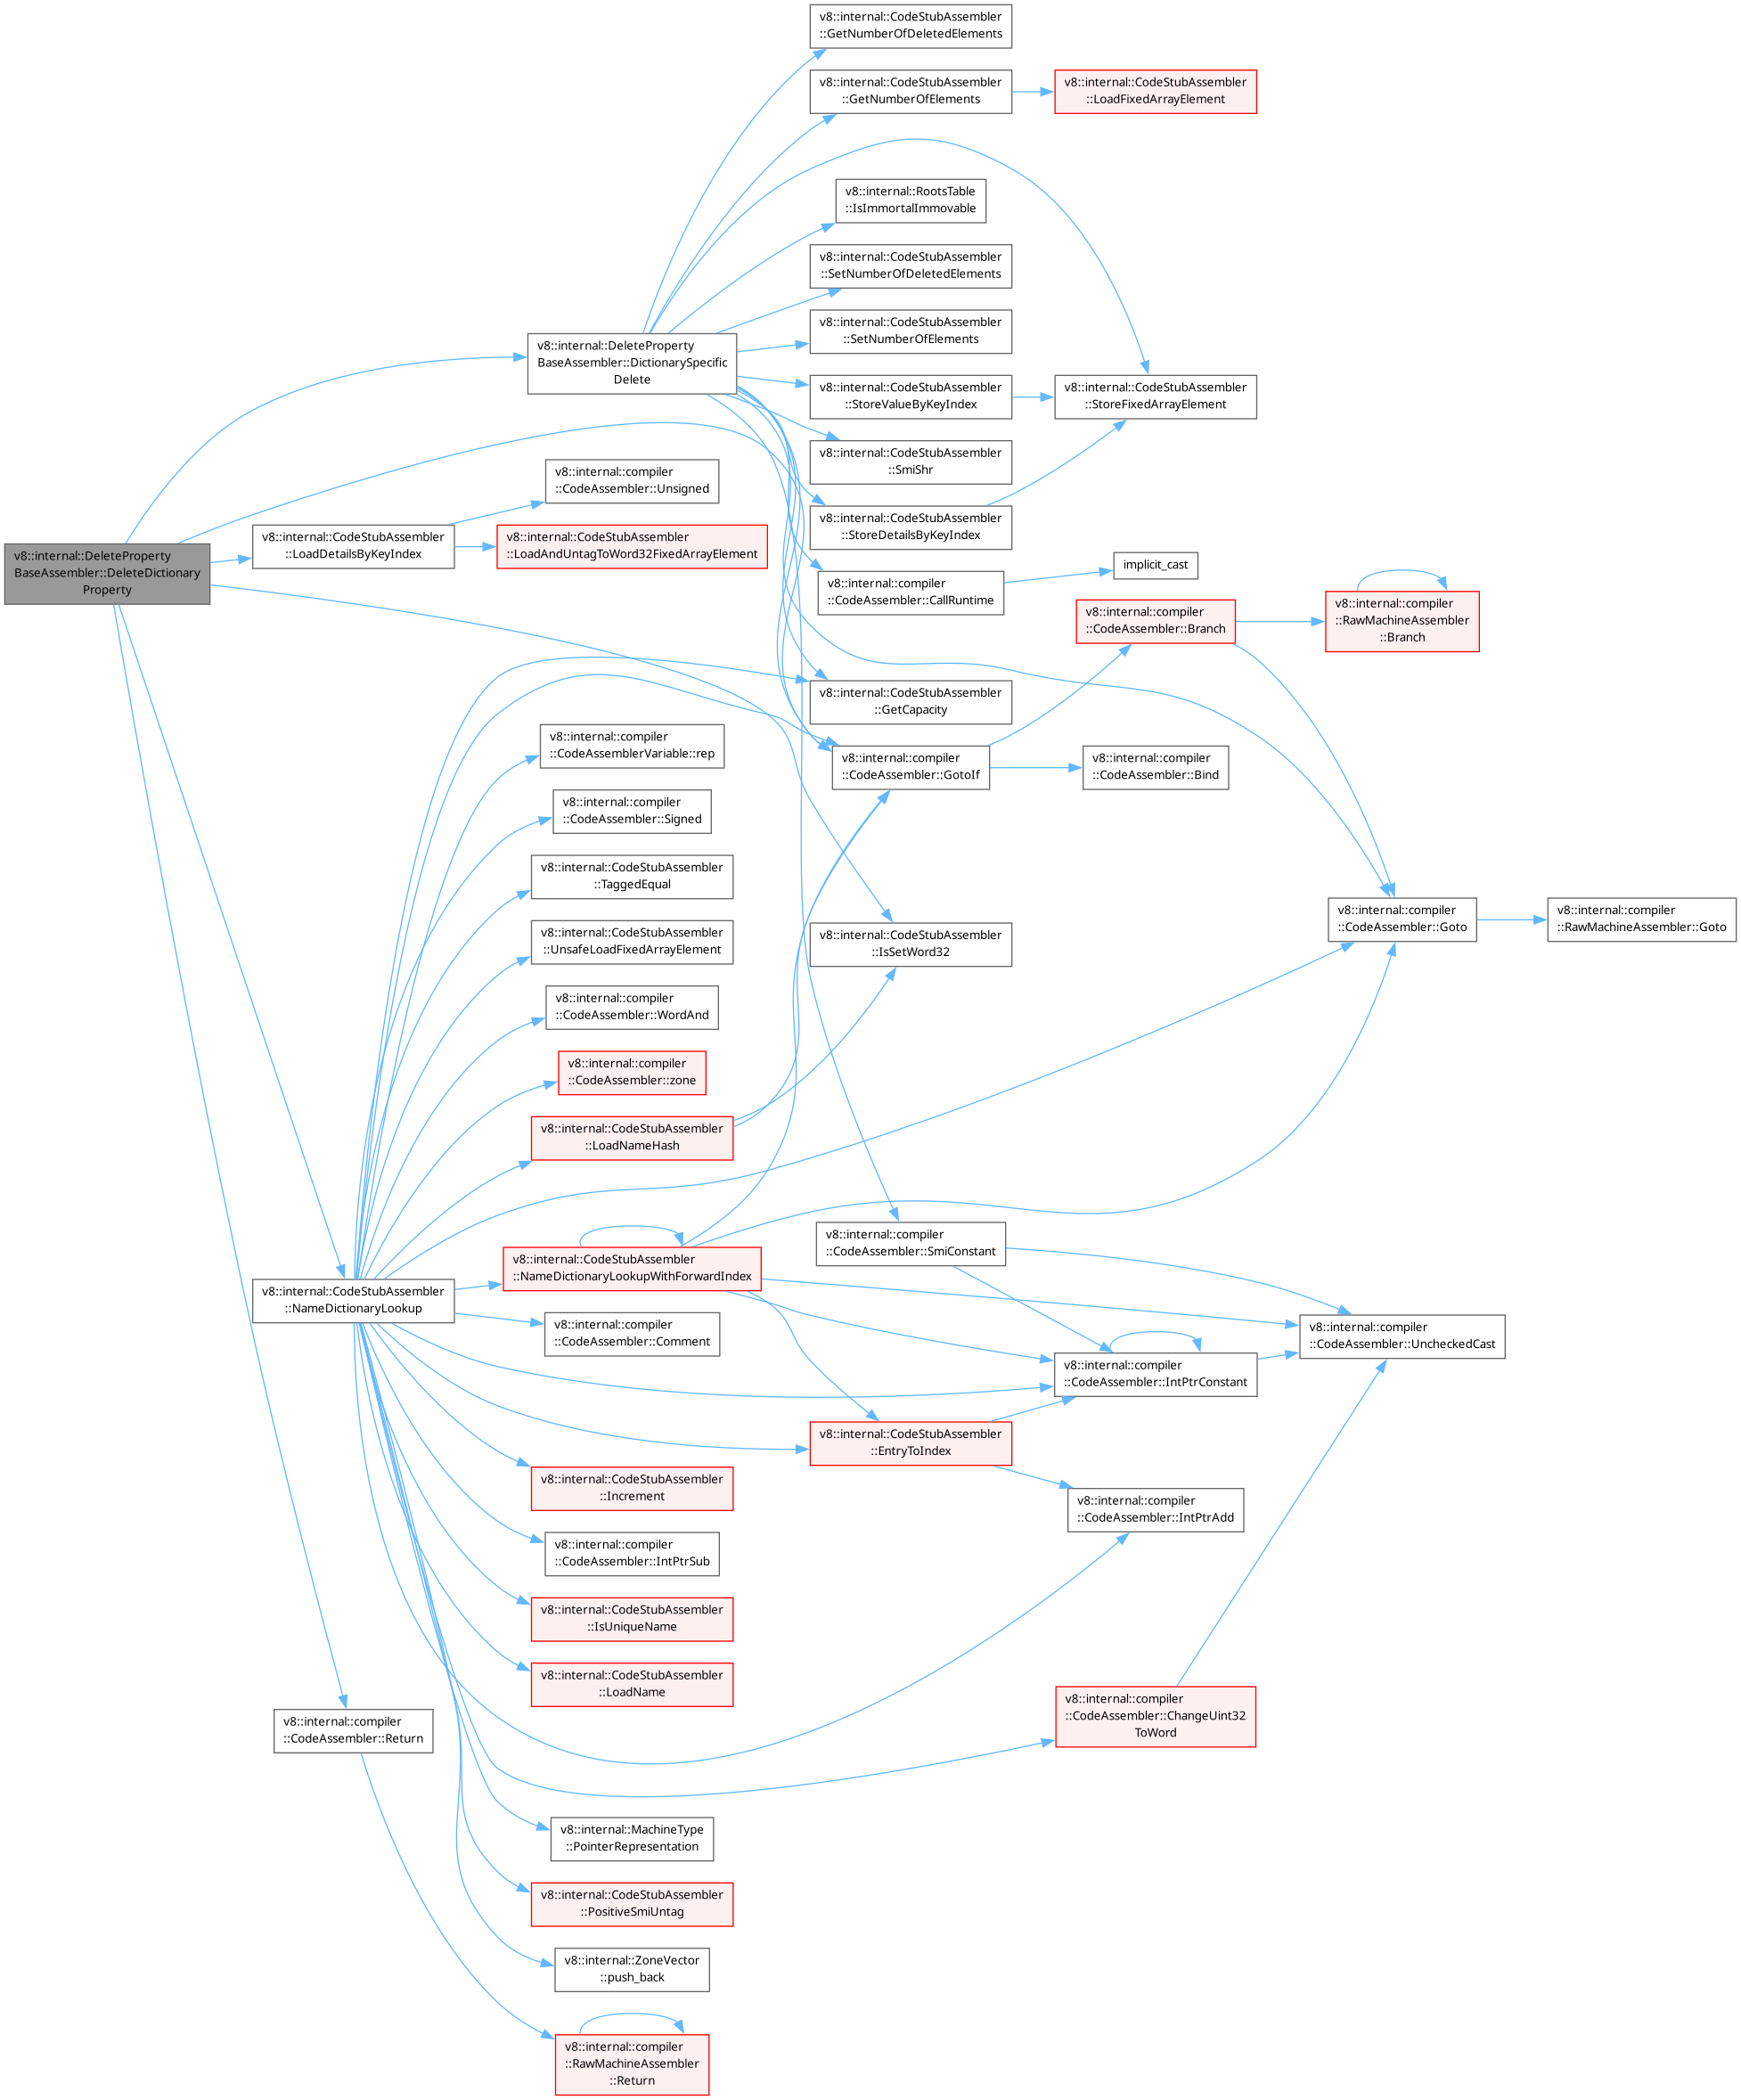 v8::internal::CodeStubAssembler
::GetNumberOfDeletedElements
v8::internal::CodeStubAssembler
::GetNumberOfElements
v8::internal::CodeStubAssembler
::LoadFixedArrayElement
v8::internal::RootsTable
::IsImmortalImmovable
v8::internal::CodeStubAssembler
::SetNumberOfDeletedElements
v8::internal::CodeStubAssembler
::SetNumberOfElements
v8::internal::DeleteProperty
BaseAssembler::DictionarySpecific
Delete
v8::internal::CodeStubAssembler
::StoreValueByKeyIndex
v8::internal::CodeStubAssembler
::StoreFixedArrayElement
v8::internal::CodeStubAssembler
::SmiShr
v8::internal::compiler
::CodeAssembler::Unsigned
v8::internal::CodeStubAssembler
::StoreDetailsByKeyIndex
v8::internal::DeleteProperty
BaseAssembler::DeleteDictionary
Property
v8::internal::CodeStubAssembler
::LoadDetailsByKeyIndex
v8::internal::CodeStubAssembler
::LoadAndUntagToWord32FixedArrayElement
v8::internal::compiler
::CodeAssembler::CallRuntime
implicit_cast
v8::internal::compiler
::CodeAssembler::Branch
v8::internal::compiler
::RawMachineAssembler
::Branch
v8::internal::CodeStubAssembler
::GetCapacity
v8::internal::compiler
::CodeAssemblerVariable::rep
v8::internal::compiler
::CodeAssembler::GotoIf
v8::internal::compiler
::CodeAssembler::Bind
v8::internal::compiler
::CodeAssembler::Signed
v8::internal::CodeStubAssembler
::TaggedEqual
v8::internal::CodeStubAssembler
::UnsafeLoadFixedArrayElement
v8::internal::CodeStubAssembler
::IsSetWord32
v8::internal::compiler
::CodeAssembler::Goto
v8::internal::compiler
::RawMachineAssembler::Goto
v8::internal::compiler
::CodeAssembler::WordAnd
v8::internal::compiler
::CodeAssembler::zone
v8::internal::CodeStubAssembler
::LoadNameHash
v8::internal::CodeStubAssembler
::NameDictionaryLookup
v8::internal::CodeStubAssembler
::NameDictionaryLookupWithForwardIndex
v8::internal::compiler
::CodeAssembler::SmiConstant
v8::internal::compiler
::CodeAssembler::Comment
v8::internal::compiler
::CodeAssembler::IntPtrConstant
v8::internal::compiler
::CodeAssembler::UncheckedCast
v8::internal::CodeStubAssembler
::EntryToIndex
v8::internal::CodeStubAssembler
::Increment
v8::internal::compiler
::CodeAssembler::IntPtrAdd
v8::internal::compiler
::CodeAssembler::IntPtrSub
v8::internal::CodeStubAssembler
::IsUniqueName
v8::internal::CodeStubAssembler
::LoadName
v8::internal::compiler
::CodeAssembler::Return
v8::internal::compiler
::CodeAssembler::ChangeUint32
ToWord
v8::internal::MachineType
::PointerRepresentation
v8::internal::CodeStubAssembler
::PositiveSmiUntag
v8::internal::ZoneVector
::push_back
v8::internal::compiler
::RawMachineAssembler
::Return